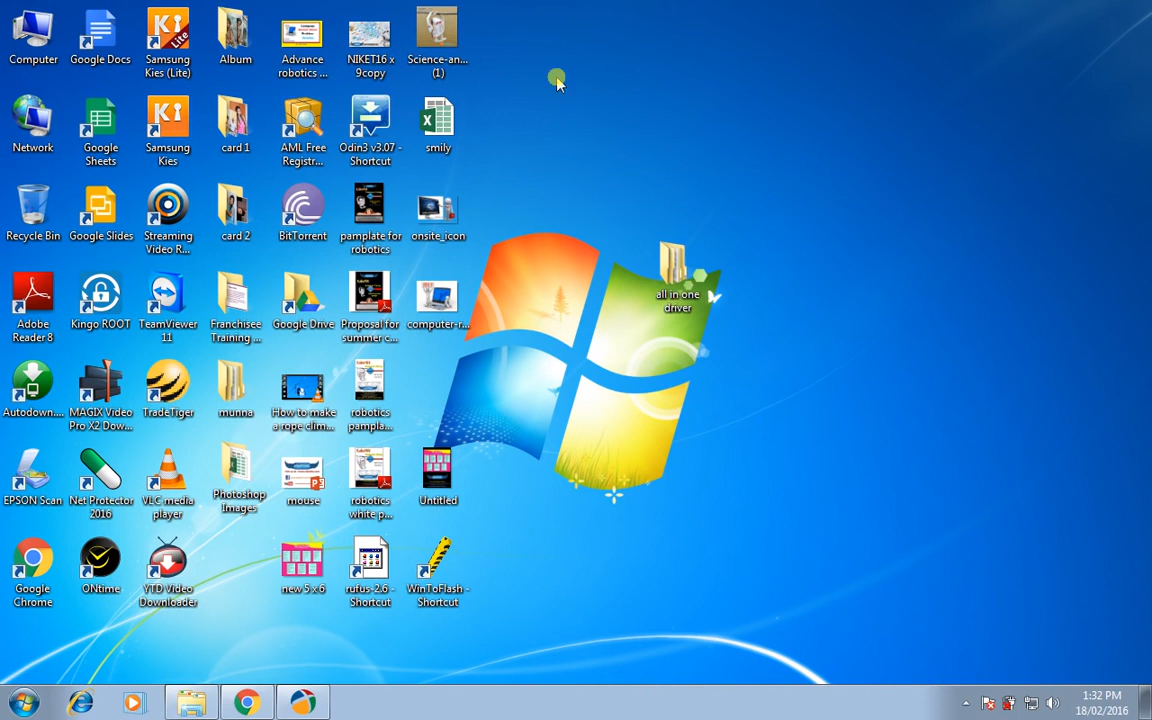 Computer
Google Docs
Samsung
Kies (Lite)
Album
Advance
robotics ...
NIKET16 x
9copy
Science-an...
(1)
Network
Google
Sheets
Samsung
Kies
card 1
AML Free
Registr...
Odin3 v3.07 -
Shortcut
smily
Recycle Bin
Google Slides
Streaming
Video R...
card 2
BitTorrent
pamplate for
robotics
onsite_icon
all in one
driver
Adobe
Reader 8
Kingo ROOT
TeamViewer
11
Franchisee
Training ...
Google Drive
Proposal for
summer c...
computer-r...
Autodown....
MAGIX Video
Pro X2 Dow...
TradeTiger
munna
How to make
a rope clim...
robotics
pampla...
EPSON Scan
Net Protector
2016
VLC media
player
Photoshop
Images
mouse
robotics
white p...
Untitled
Google
Chrome
ONtime
YTD Video
Downloader
new 5 x 6
rufus-2.6 -
Shortcut
WinToFlash -
Shortcut
1:32 PM
18/02/2016